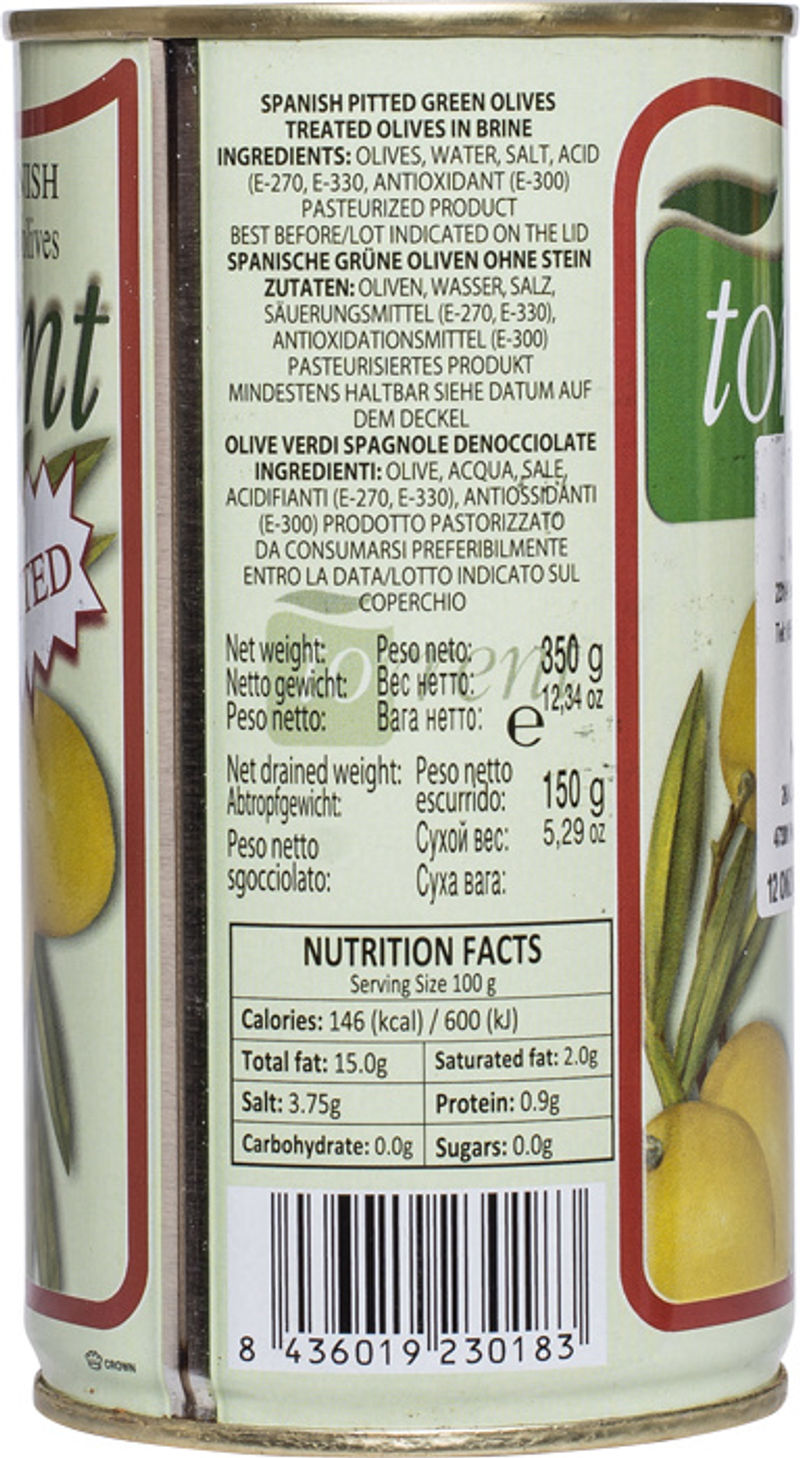 SPANISH PITTED GREEN OLIVES
TREATED OLIVES IN BRINE
INGREDIENTS: OLIVES, WATER, SALT, ACID
(E-270, E-330, ANTIOXIDANT (E-300)
PASTEURIZED PRODUCT
BEST BEFORE/LOT INDICATED ON THE LID
SPANISCHE GRÜNE OLIVEN OHNE STEIN
ZUTATEN: OLIVEN, WASSER, SALZ,
SÄUERUNGSMITTEL (E-270, E-330),
ANTIOXIDATIONSMITTEL (E-300)
PASTEURISIERTES PRODUKT
MINDESTENS HALTBAR SIEHE DATUM AUF
DEM DECKEL
OLIVE VERDI SPAGNOLE DENOCCIOLATE
INGREDIENTI: OLIVE, ACQUA, SALE,
ACIDIFIANTI (E-270, E-330), ANTIOSSIDANTI
(E-300) PRODOTTO PASTORIZZATO
DA CONSUMARSI PREFERIBILMENTE
ENTRO LA DATA/LOTTO INDICATO SUL
COPERCHIO
Net weight: Peso neto: 350 g
Netto gewicht: Вес нетто: 12,34 oz
Peso netto: Вага нетто: e
Net drained weight: Peso netto
Abtropfgewicht: escurrido: 150 g
Peso netto Сухой вес: 5,29 oz
sgocciolato: Суха вага:
NUTRITION FACTS
Serving Size 100 g
Calories: 146 (kcal) / 600 (kJ)
Total fat: 15.0g Saturated fat: 2.0g
Salt: 3.75g Protein: 0.9g
Carbohydrate: 0.0g Sugars: 0.0g
8 436019 230183
CROWN